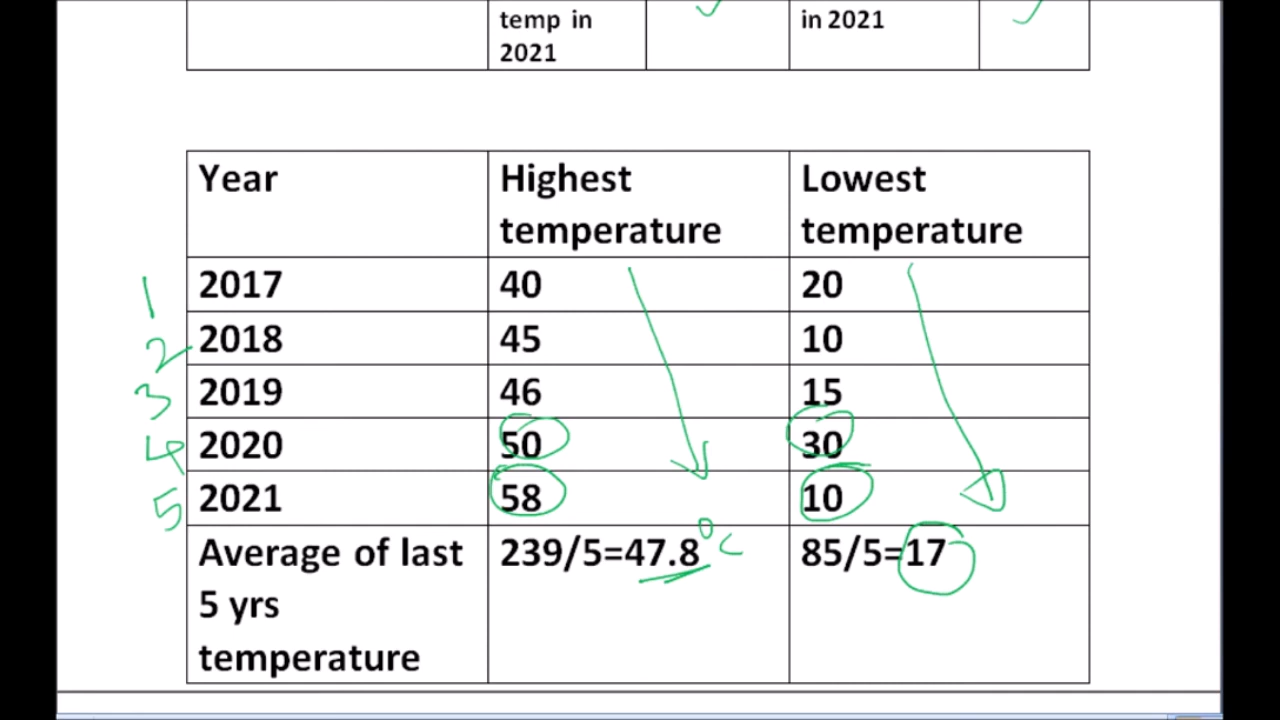 temp in
2021
in 2021
Year
Highest
temperature
Lowest
temperature
1
2017
40
20
2
2018
45
10
3
2019
46
15
4
2020
50
30
5
2021
58
10
Average of last
5 yrs
temperature
239/5=47.8°c
85/5=17